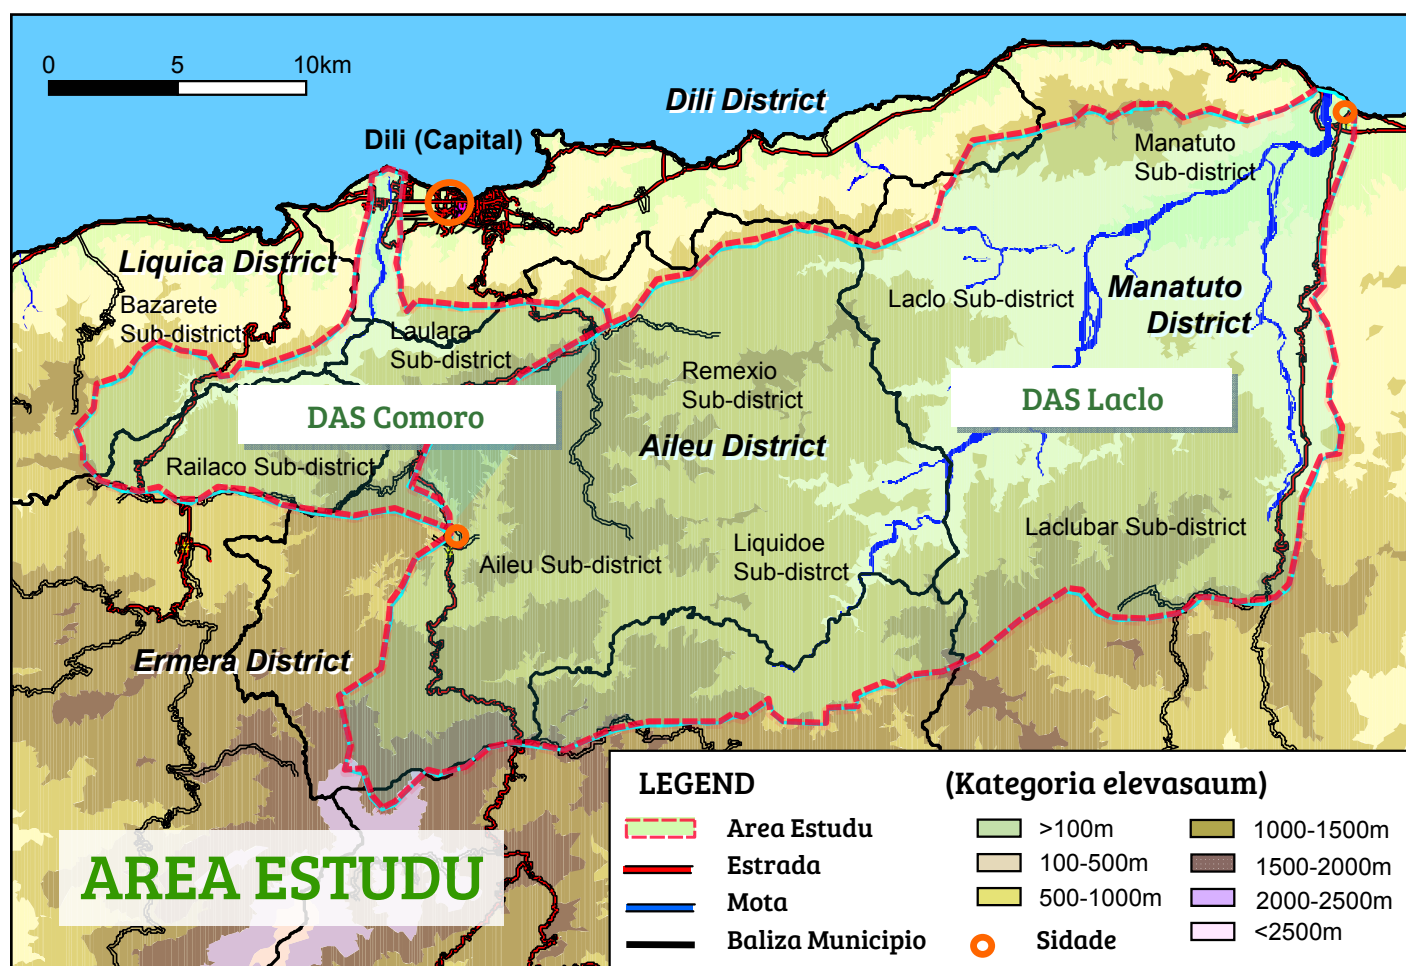 0 5 10km
Dili District
Dili (Capital)
Manatuto
Sub-district
Liquica District
Bazarete
Sub-district
Laulara
Sub-district
Laclo Sub-district
Manatuto
District
Remexio
Sub-district
DAS Comoro
DAS Laclo
Aileu District
Railaco Sub-district
Laclubar Sub-district
Liquidoe
Sub-distrct
Aileu Sub-district
Ermera District
AREA ESTUDU
LEGEND
Area Estudu
Estrada
Mota
Baliza Municipio
(Kategoria elevasaum)
>100m
100-500m
500-1000m
Sidade
1000-1500m
1500-2000m
2000-2500m
<2500m